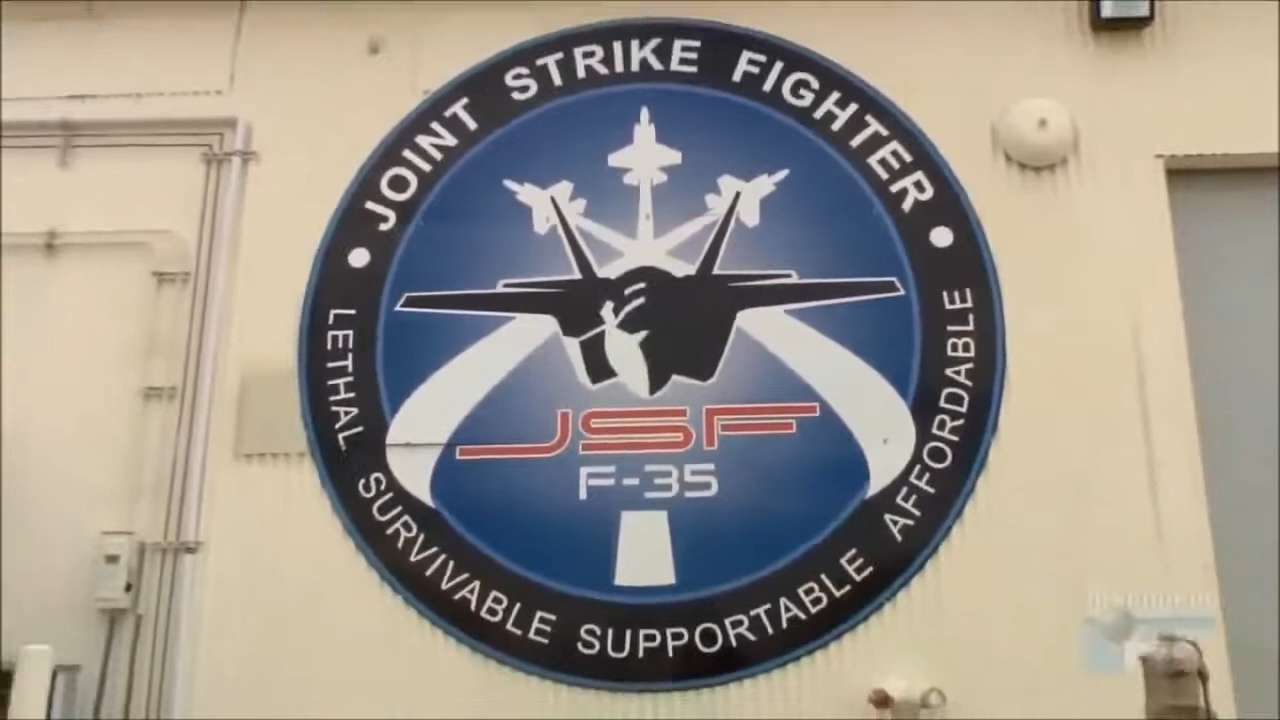 JOINT STRIKE FIGHTER
JSF
F-35
LETHAL SURVIVABLE SUPPORTABLE AFFORDABLE